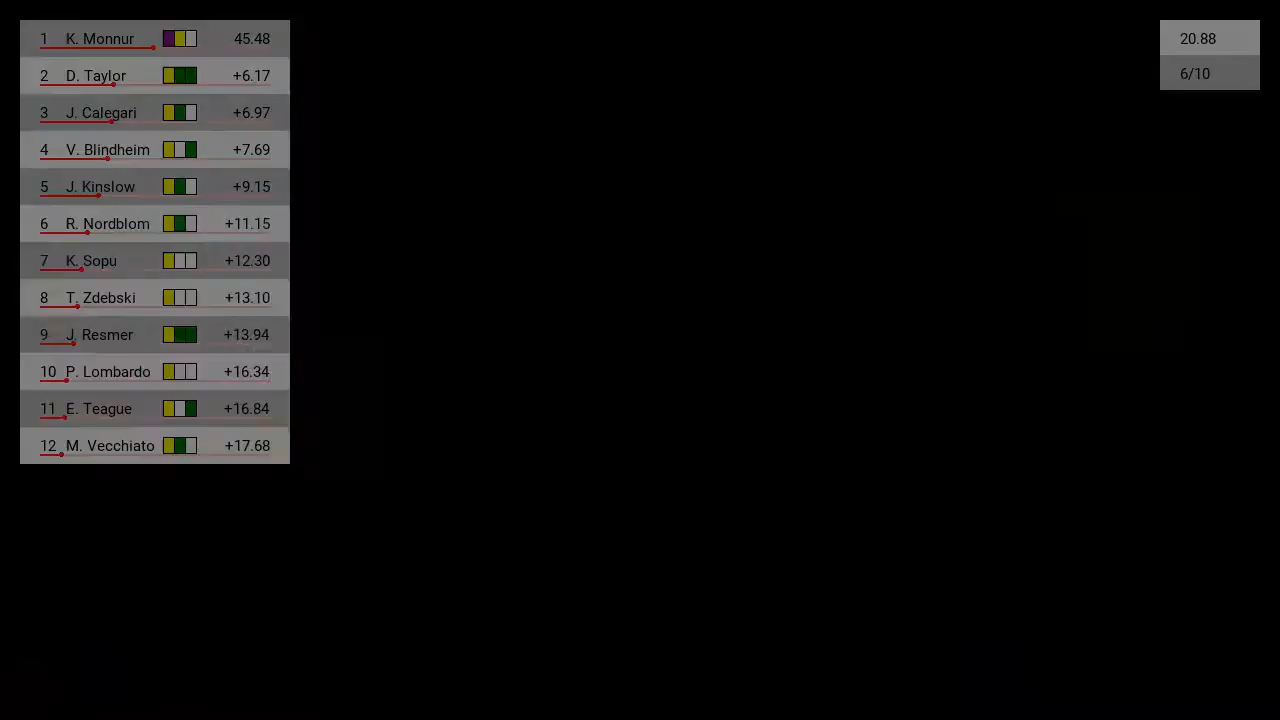 1 K. Monnur 45.48
2 D. Taylor +6.17
3 J. Calegari +6.97
4 V. Blindheim +7.69
5 J. Kinslow +9.15
6 R. Nordblom +11.15
7 K. Sopu +12.30
8 T. Zdebski +13.10
9 J. Resmer +13.94
10 P. Lombardo +16.34
11 E. Teague +16.84
12 M. Vecchiato +17.68
20.88
6/10